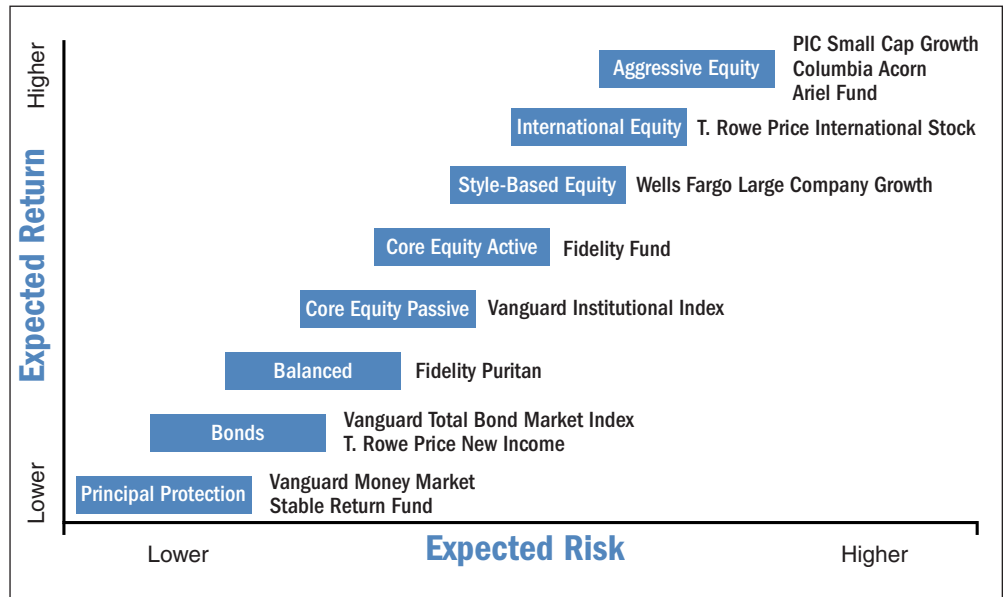 Higher
Expected Return
Lower
Aggressive Equity
PIC Small Cap Growth
Columbia Acorn
Ariel Fund
International Equity
T. Rowe Price International Stock
Style-Based Equity
Wells Fargo Large Company Growth
Core Equity Active
Fidelity Fund
Core Equity Passive
Vanguard Institutional Index
Balanced
Fidelity Puritan
Bonds
Vanguard Total Bond Market Index
T. Rowe Price New Income
Principal Protection
Vanguard Money Market
Stable Return Fund
Lower
Expected Risk
Higher